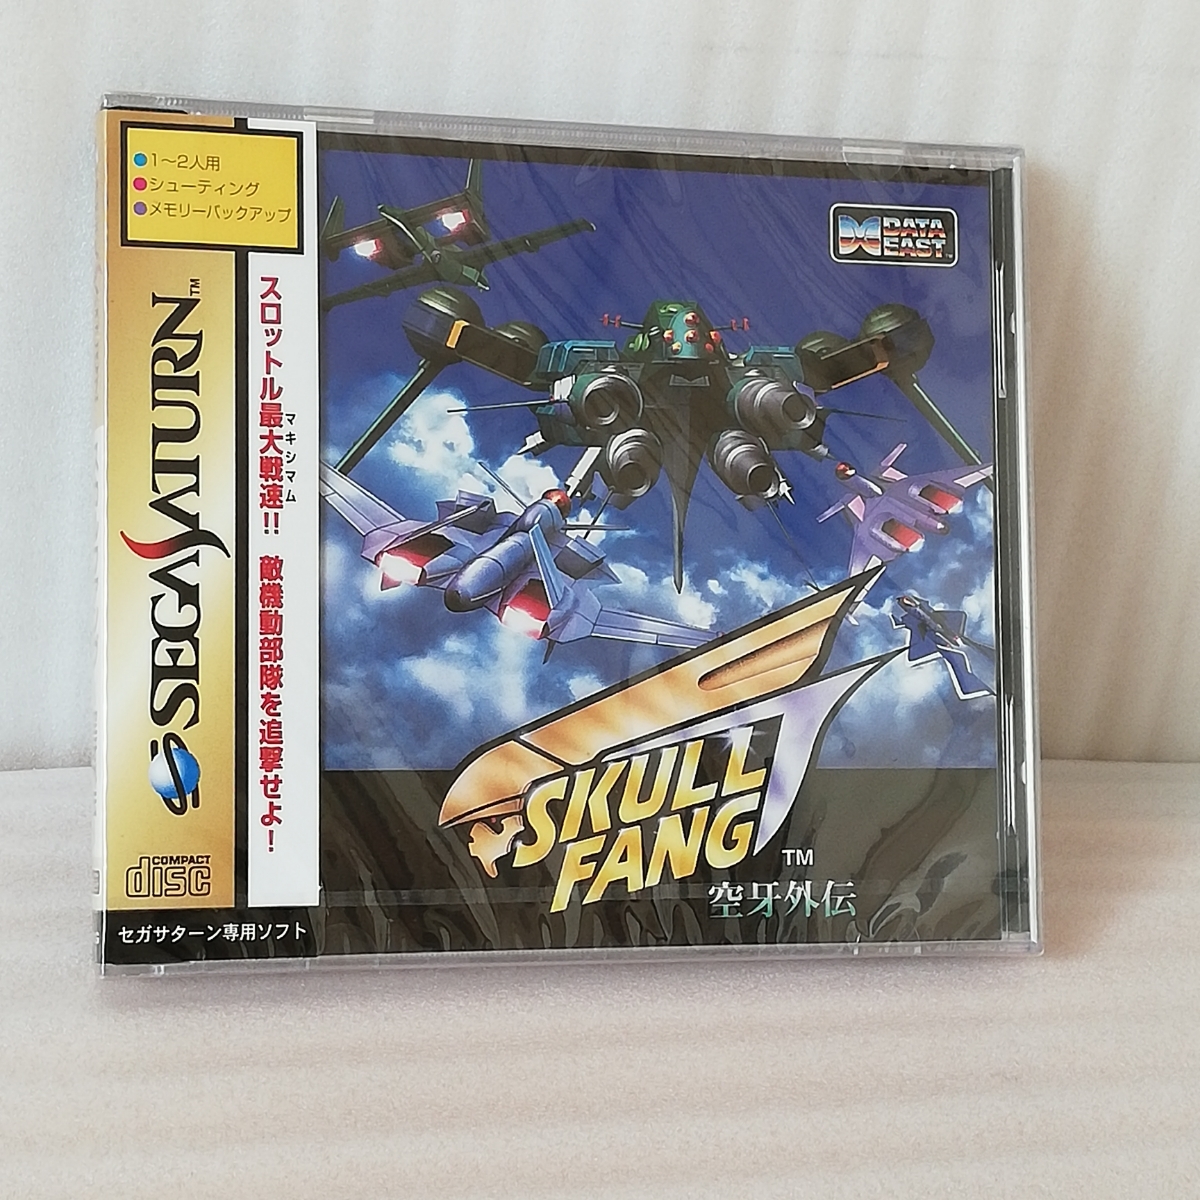 1〜2人用
シューティング
メモリーバックアップ
SEGA SATURN™
スロットル最大戦速!! 敵機動部隊を追撃せよ!
マキシマム
COMPACT
disc
セガサターン専用ソフト
DATA
EAST
SKULL
FANG
TM
空牙外伝